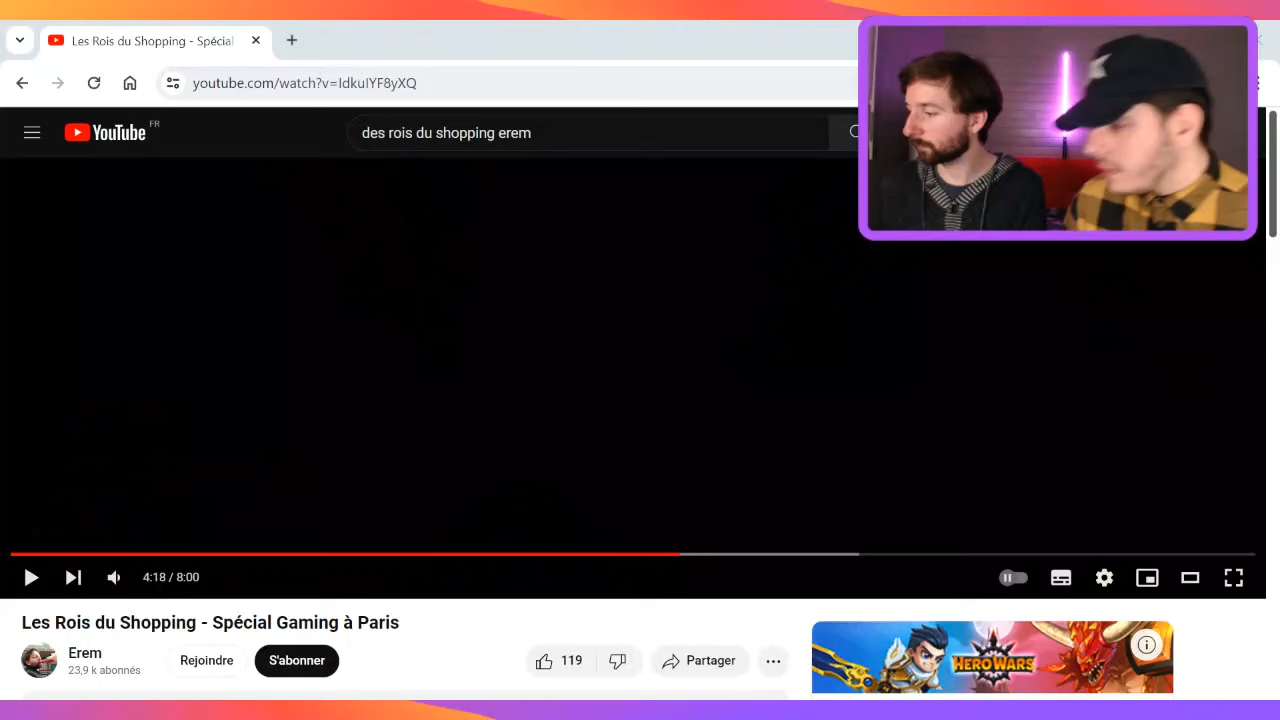 Les Rois du Shopping - Spécial
youtube.com/watch?v=IdkuIYF8yXQ
YouTube FR
des rois du shopping erem
4:18 / 8:00
Les Rois du Shopping - Spécial Gaming à Paris
Erem
23,9 k abonnés
Rejoindre
S'abonner
119
Partager
HERO WARS